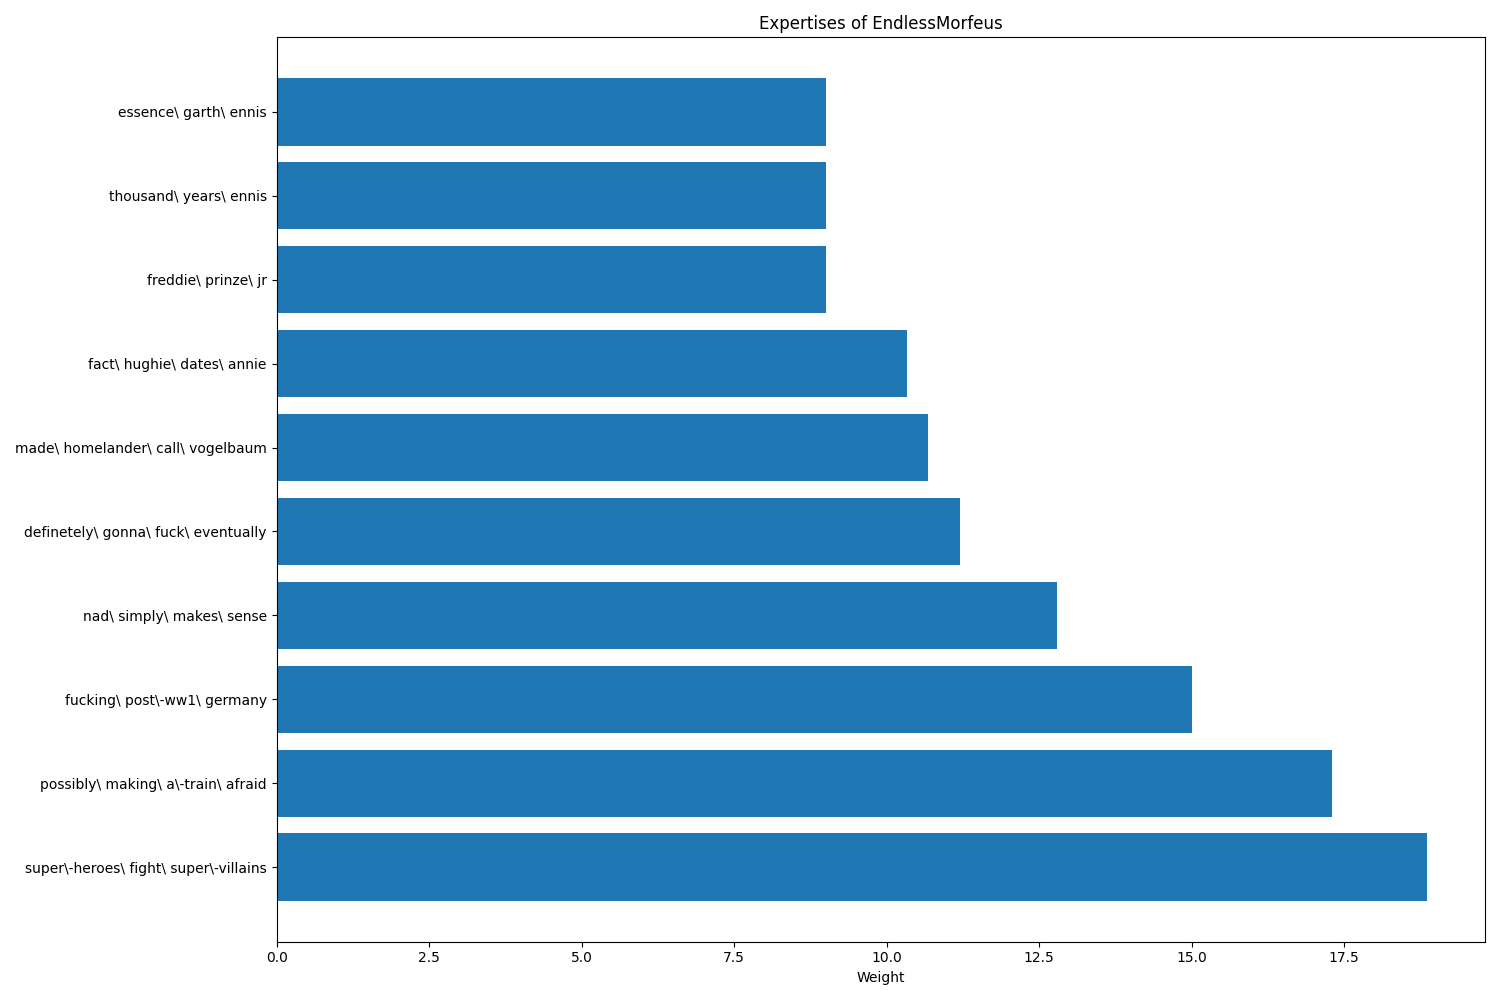 Expertises of EndlessMorfeus
essence\ garth\ ennis
thousand\ years\ ennis
freddie\ prinze\ jr
fact\ hughie\ dates\ annie
made\ homelander\ call\ vogelbaum
definetely\ gonna\ fuck\ eventually
nad\ simply\ makes\ sense
fucking\ post\-ww1\ germany
possibly\ making\ a\-train\ afraid
super\-heroes\ fight\ super\-villains
0.0 2.5 5.0 7.5 10.0 12.5 15.0 17.5
Weight